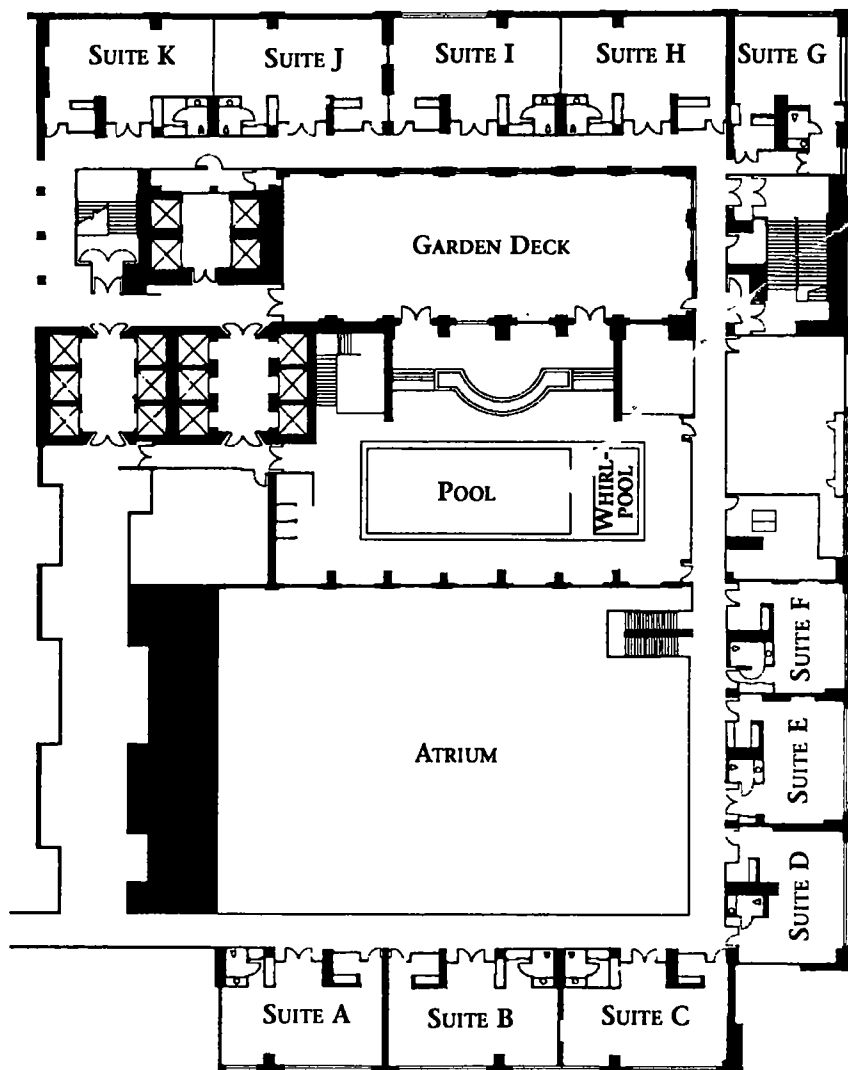 SUITE K
SUITE J
SUITE I
SUITE H
SUITE G
GARDEN DECK
POOL
WHIRL-
POOL
SUITE F
ATRIUM
SUITE E
SUITE D
SUITE A
SUITE B
SUITE C